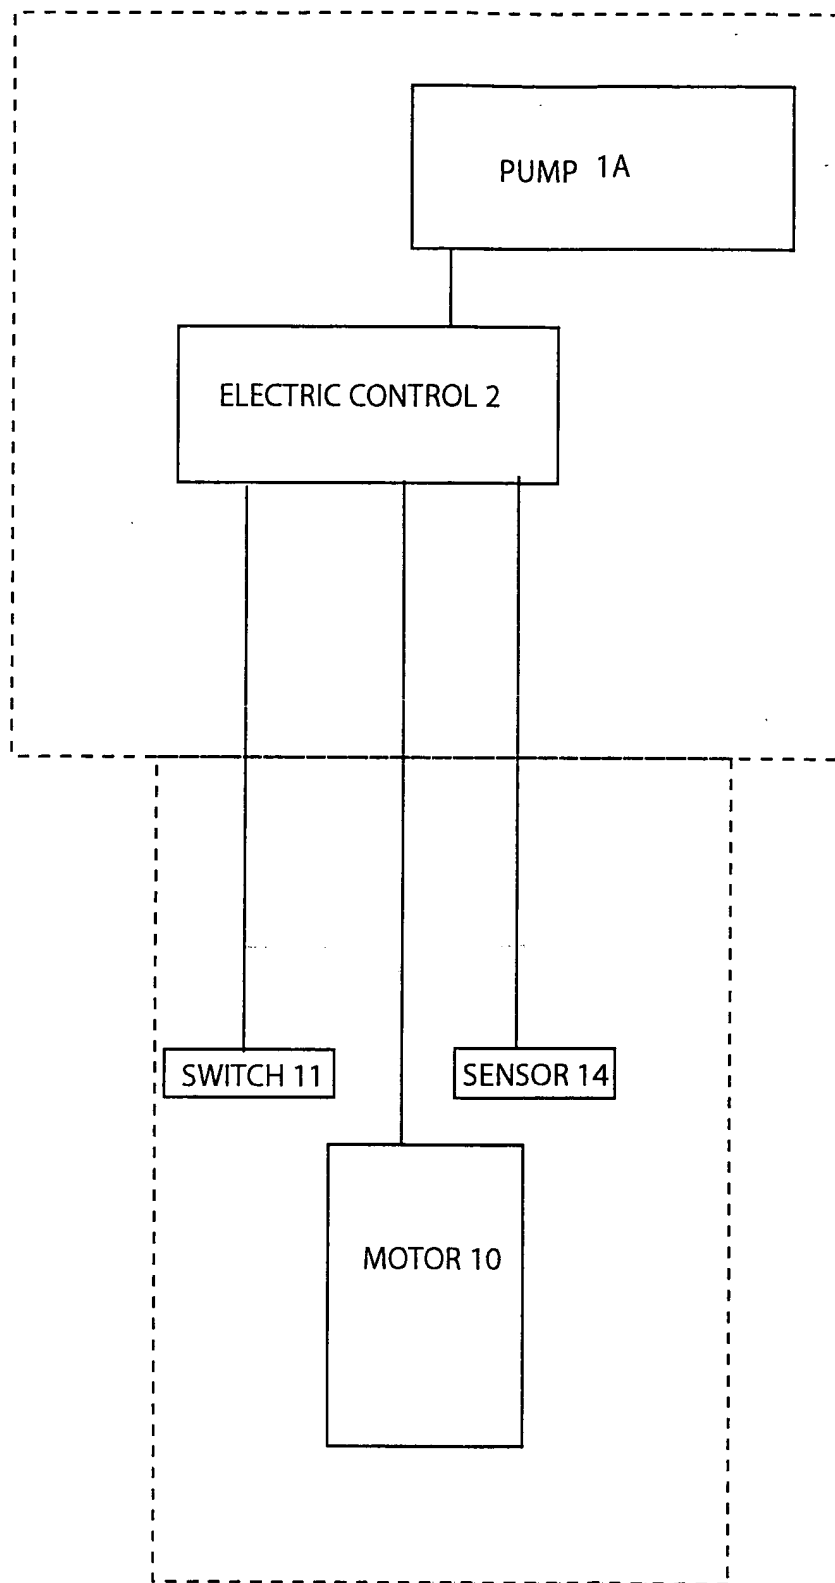 PUMP 1A
ELECTRIC CONTROL 2
SWITCH 11
SENSOR 14
MOTOR 10